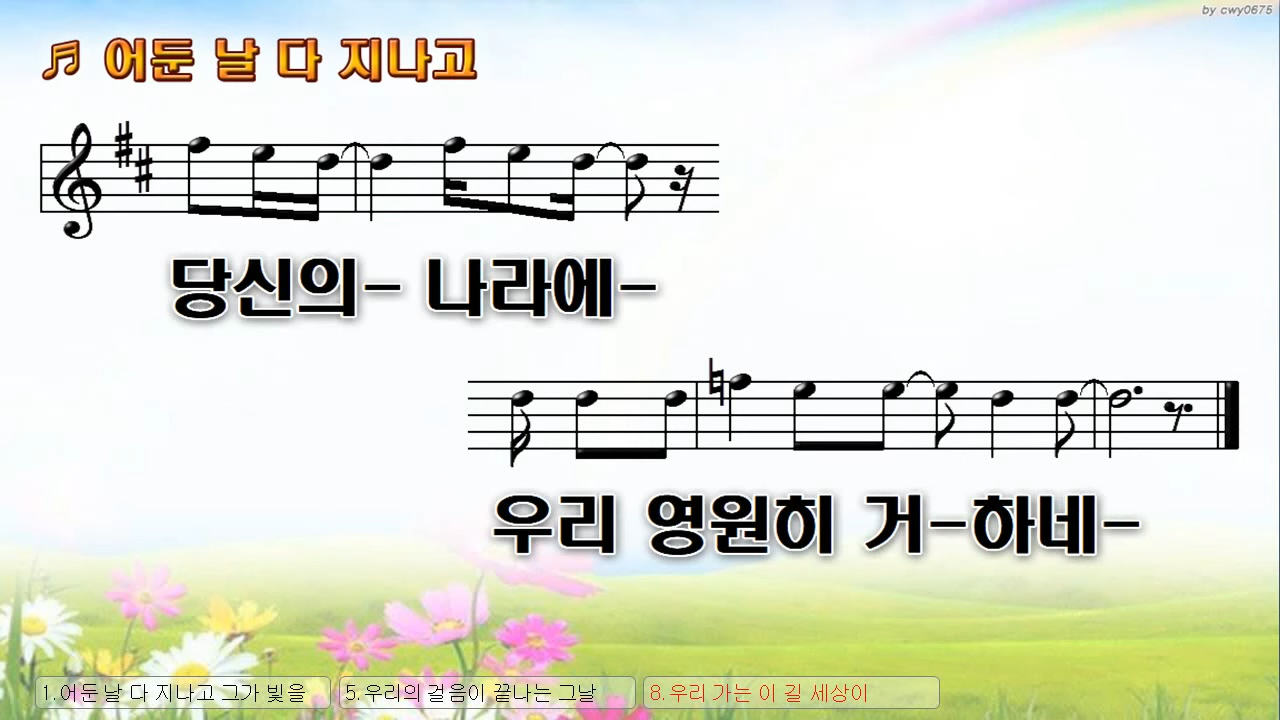 by cwy0675
♬ 어둔 날 다 지나고
당신의- 나라에-
우리 영원히 거-하네-
1.어둔 날 다 지나고 그가 빛을
5.우리의 걸음이 끝나는 그날
8.우리 가는 이 길 세상이